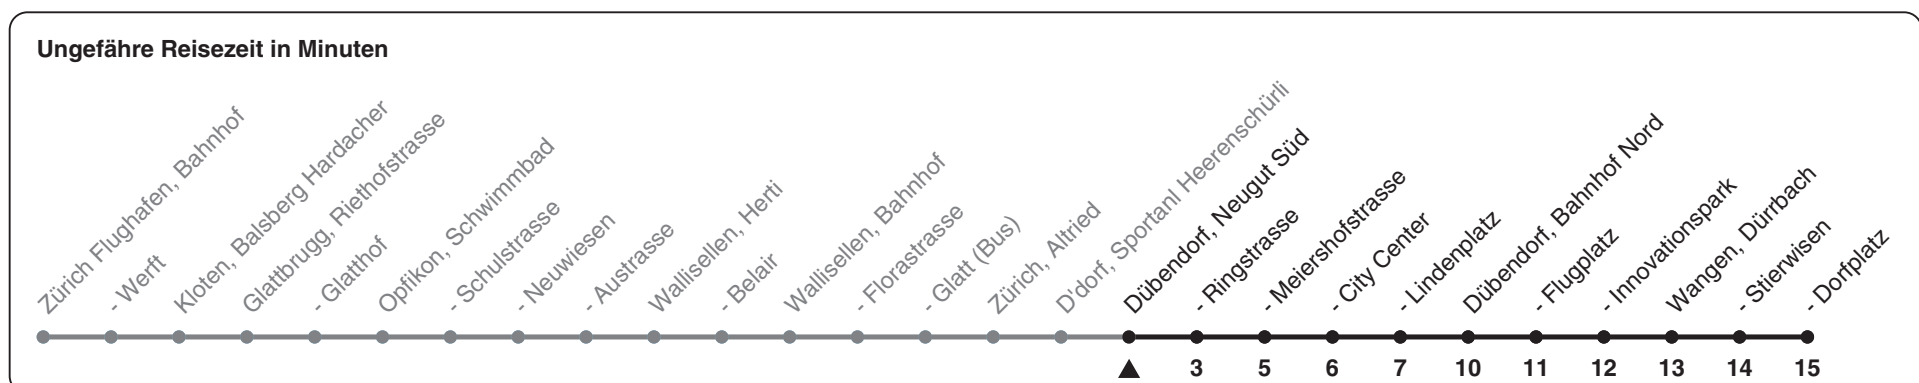 Ungefähre Reisezeit in Minuten
Zürich Flughafen, Bahnhof
- Werft
Kloten, Balsberg Hardacher
Glattbrugg, Riethofstrasse
- Glatthof
Opfikon, Schwimmbad
- Schulstrasse
- Neuwiesen
- Austrasse
Wallisellen, Herti
- Belair
Wallisellen, Bahnhof
- Florastrasse
- Glatt (Bus)
Zürich, Altried
D'dorf, Sportanl Heerenschürli
Dübendorf, Neugut Süd
- Ringstrasse
- Meiershofstrasse
- City Center
- Lindenplatz
Dübendorf, Bahnhof Nord
- Flugplatz
- Innovationspark
Wangen, Dürrbach
- Stierwisen
- Dorfplatz
3 5 6 7 10 11 12 13 14 15